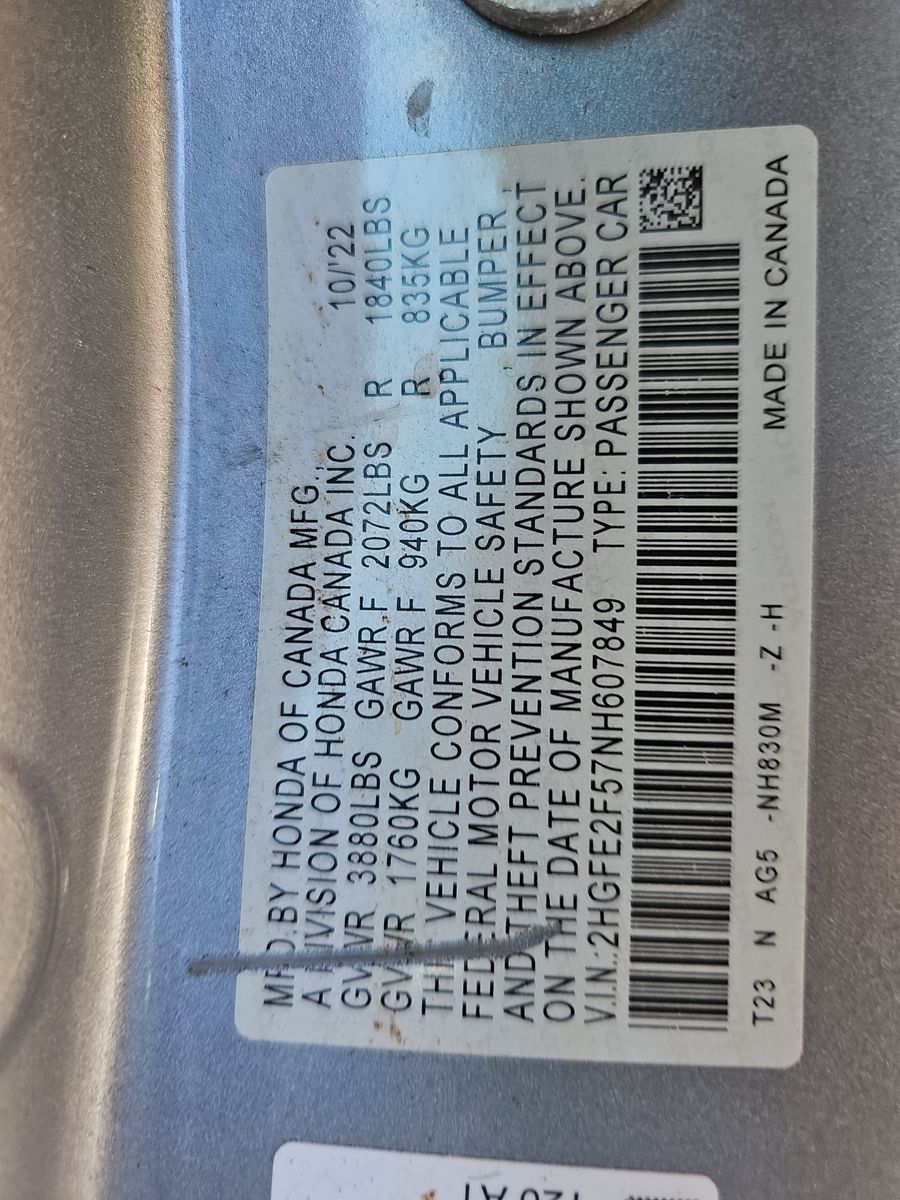 MFD.BY HONDA OF CANADA MFG., 10/'22
A DIVISION OF HONDA CANADA INC.
GVWR 3880LBS GAWR F 2072LBS R 1840LBS
GVWR 1760KG GAWR F 940KG R 835KG
THIS VEHICLE CONFORMS TO ALL APPLICABLE
FEDERAL MOTOR VEHICLE SAFETY, BUMPER,
AND THEFT PREVENTION STANDARDS IN EFFECT
ON THE DATE OF MANUFACTURE SHOWN ABOVE.
V.I.N.:2HGFE2F57NH607849 TYPE: PASSENGER CAR
T23 N AG5 -NH830M -Z -H MADE IN CANADA